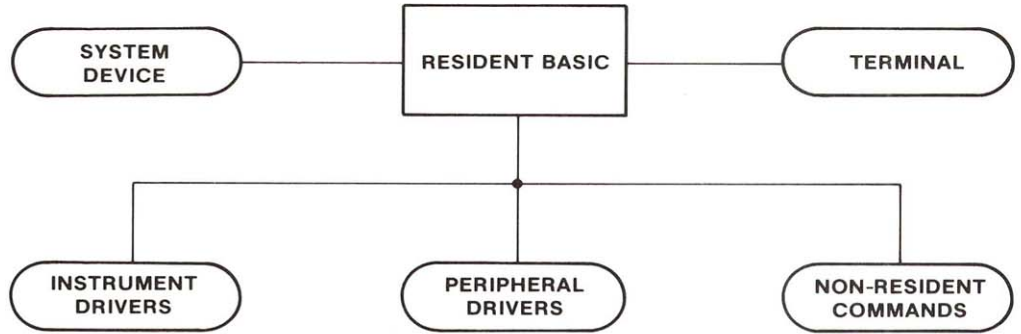 SYSTEM
DEVICE
RESIDENT BASIC
TERMINAL
INSTRUMENT
DRIVERS
PERIPHERAL
DRIVERS
NON-RESIDENT
COMMANDS